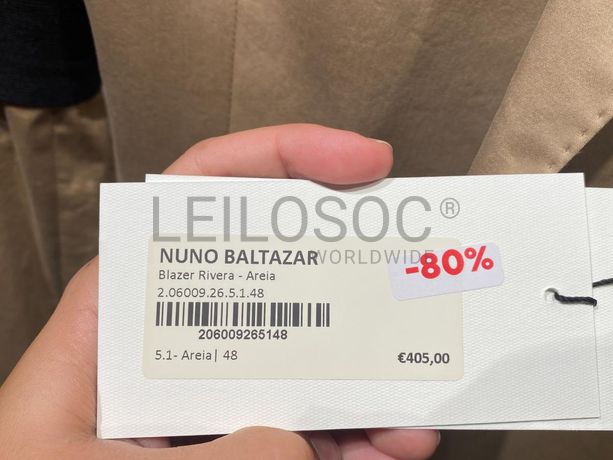 LEILOSOC®
WORLDWIDE
NUNO BALTAZAR
-80%
Blazer Rivera - Areia
2.06009.26.5.1.48
206009265148
5.1- Areia| 48
€405,00